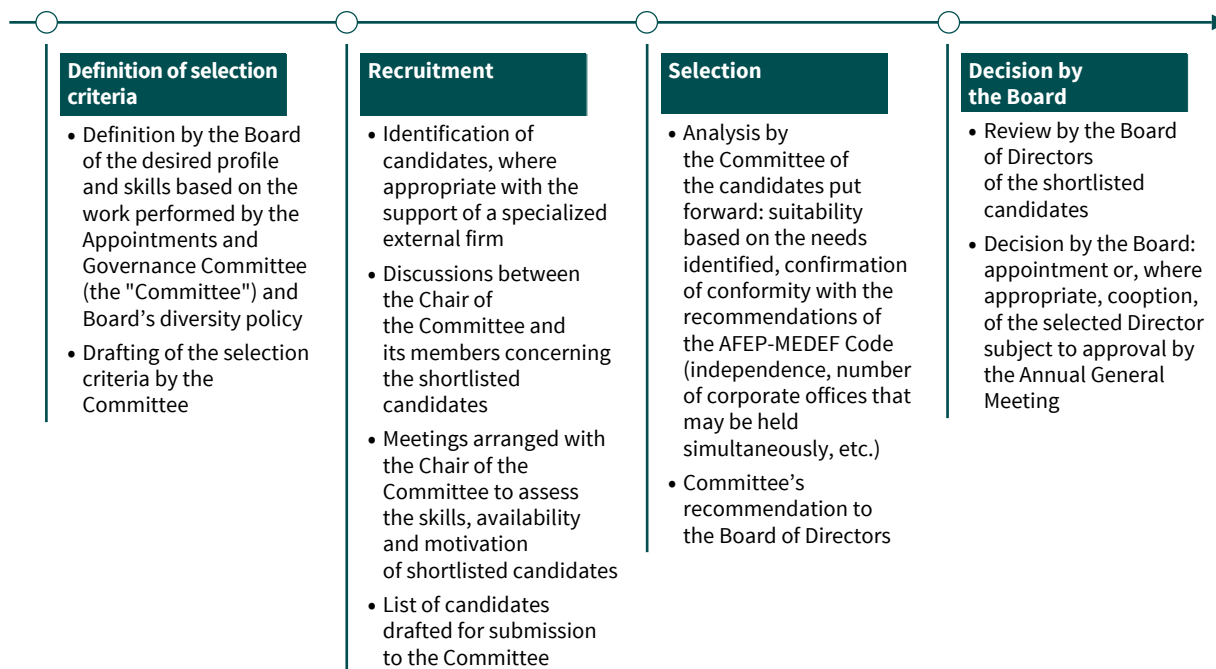 Definition of selection
criteria
• Definition by the Board
of the desired profile
and skills based on the
work performed by the
Appointments and
Governance Committee
(the "Committee") and
Board’s diversity policy
• Drafting of the selection
criteria by the
Committee
Recruitment
• Identification of
candidates, where
appropriate with the
support of a specialized
external firm
• Discussions between
the Chair of
the Committee and
its members concerning
the shortlisted
candidates
• Meetings arranged with
the Chair of the
Committee to assess
the skills, availability
and motivation
of shortlisted candidates
• List of candidates
drafted for submission
to the Committee
Selection
• Analysis by
the Committee of
the candidates put
forward: suitability
based on the needs
identified, confirmation
of conformity with the
recommendations of
the AFEP-MEDEF Code
(independence, number
of corporate offices that
may be held
simultaneously, etc.)
• Committee’s
recommendation to
the Board of Directors
Decision by
the Board
• Review by the Board
of Directors
of the shortlisted
candidates
• Decision by the Board:
appointment or, where
appropriate, cooption,
of the selected Director
subject to approval by
the Annual General
Meeting